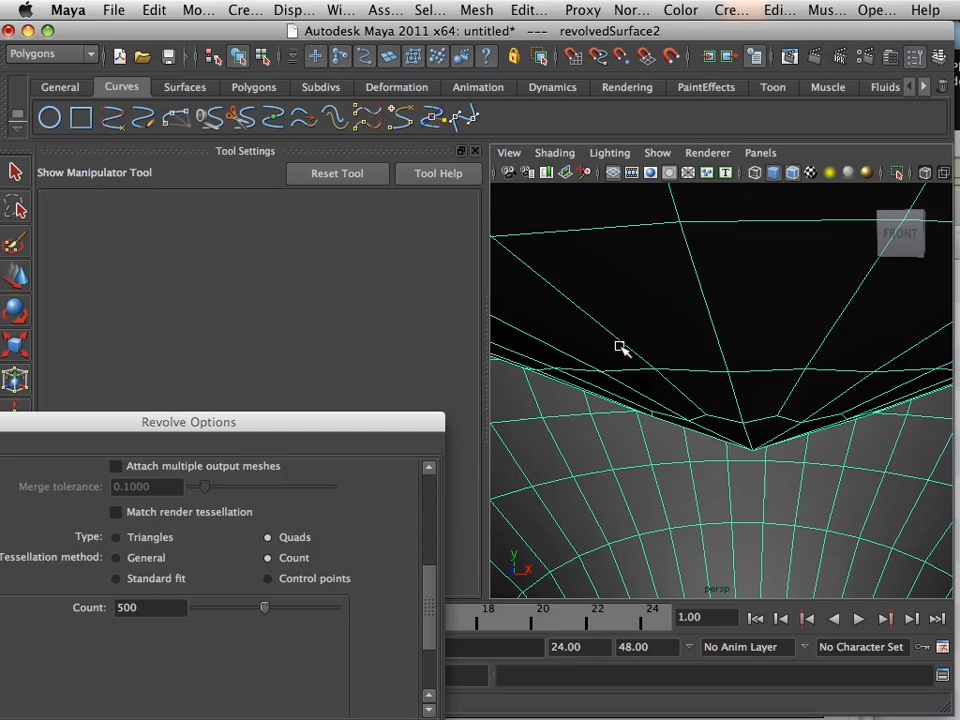 Maya File Edit Mo... Cre... Disp... Wi... Ass... Sel... Mesh Edit... Proxy Nor... Color Cre... Edi... Mus... Ope... Help
Autodesk Maya 2011 x64: untitled* --- revolvedSurface2
Polygons
General Curves Surfaces Polygons Subdivs Deformation Animation Dynamics Rendering PaintEffects Toon Muscle Fluids
Tool Settings
Show Manipulator Tool Reset Tool Tool Help
View Shading Lighting Show Renderer Panels
FRONT
Revolve Options
Attach multiple output meshes
Merge tolerance: 0.1000
Match render tessellation
Type: Triangles Quads
Tessellation method: General Count
Standard fit Control points
Count: 500
y
x
persp
18 20 22 24 1.00
24.00 48.00 No Anim Layer No Character Set